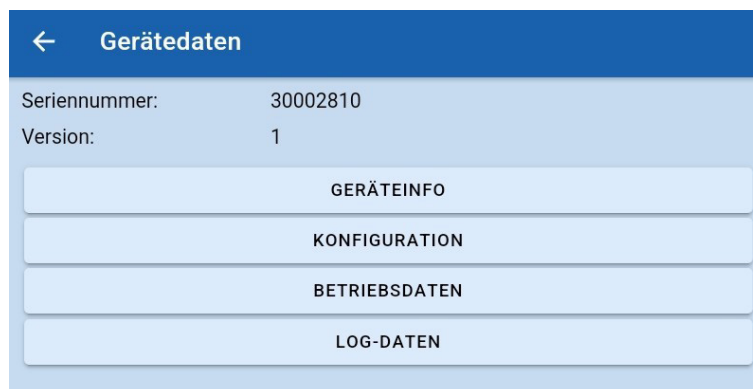 Gerätedaten
Seriennummer: 30002810
Version: 1
GERÄTEINFO
KONFIGURATION
BETRIEBSDATEN
LOG-DATEN